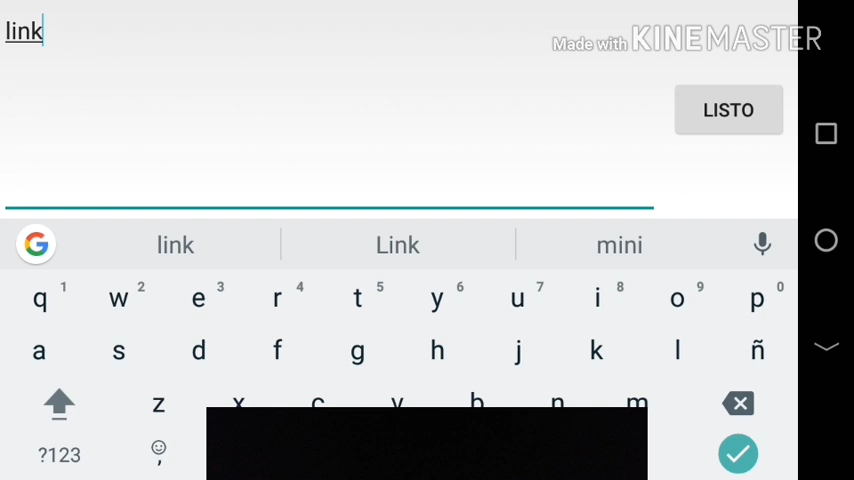 link
Made with KINEMASTER
LISTO
G link Link mini
q 1 w 2 e 3 r 4 t 5 y 6 u 7 i 8 o 9 p 0
a s d f g h j k l ñ
z x c v b n m
?123 ,